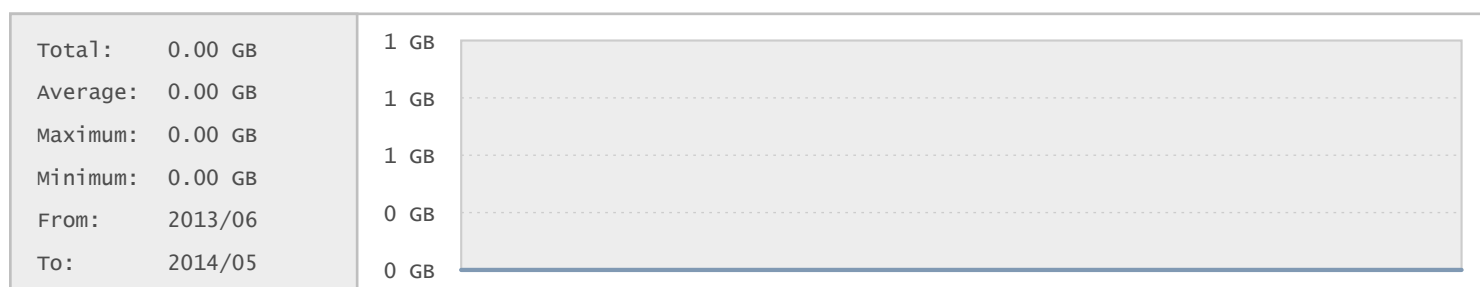 Total: 0.00 GB
Average: 0.00 GB
Maximum: 0.00 GB
Minimum: 0.00 GB
From: 2013/06
To: 2014/05
1 GB
1 GB
1 GB
0 GB
0 GB